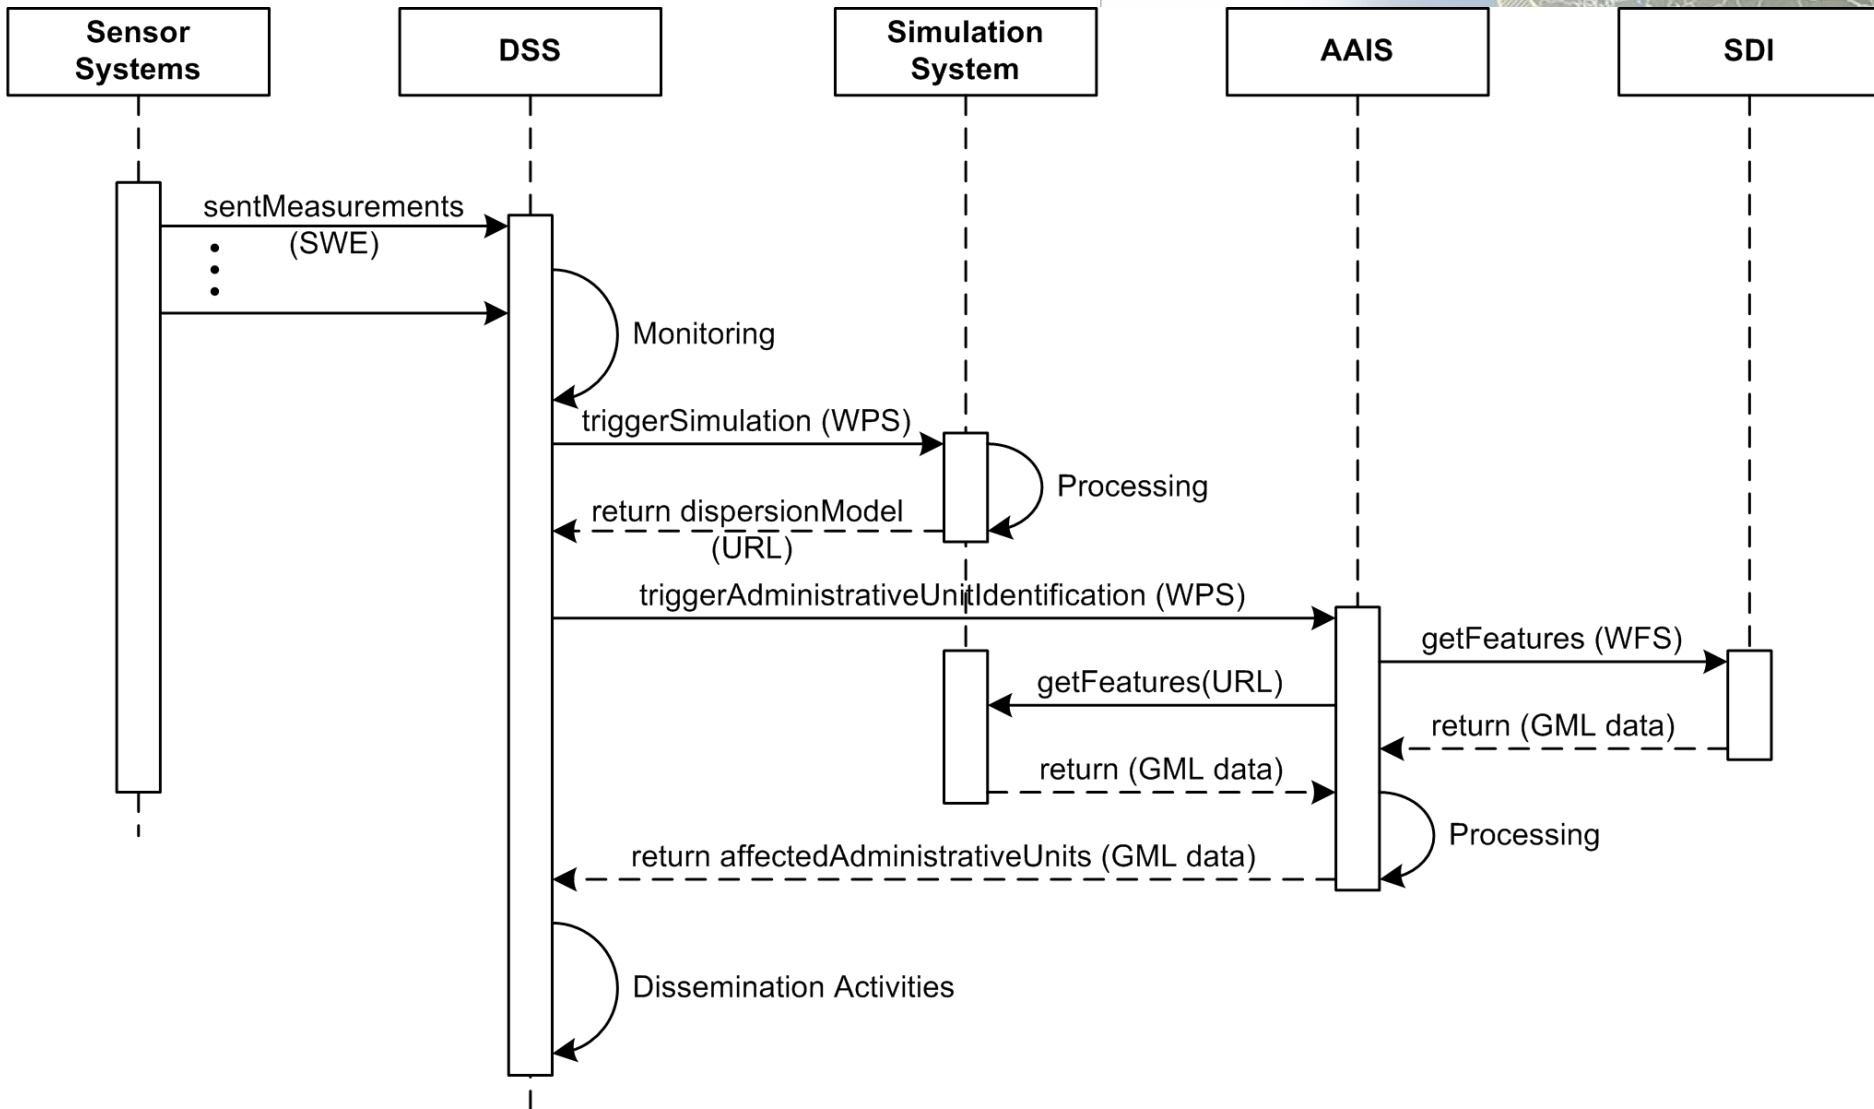 Sensor
Systems
DSS
Simulation
System
AAIS
SDI
sentMeasurements
(SWE)
Monitoring
triggerSimulation (WPS)
Processing
return dispersionModel
(URL)
triggerAdministrativeUnitIdentification (WPS)
getFeatures (WFS)
getFeatures(URL)
return (GML data)
return (GML data)
Processing
return affectedAdministrativeUnits (GML data)
Dissemination Activities